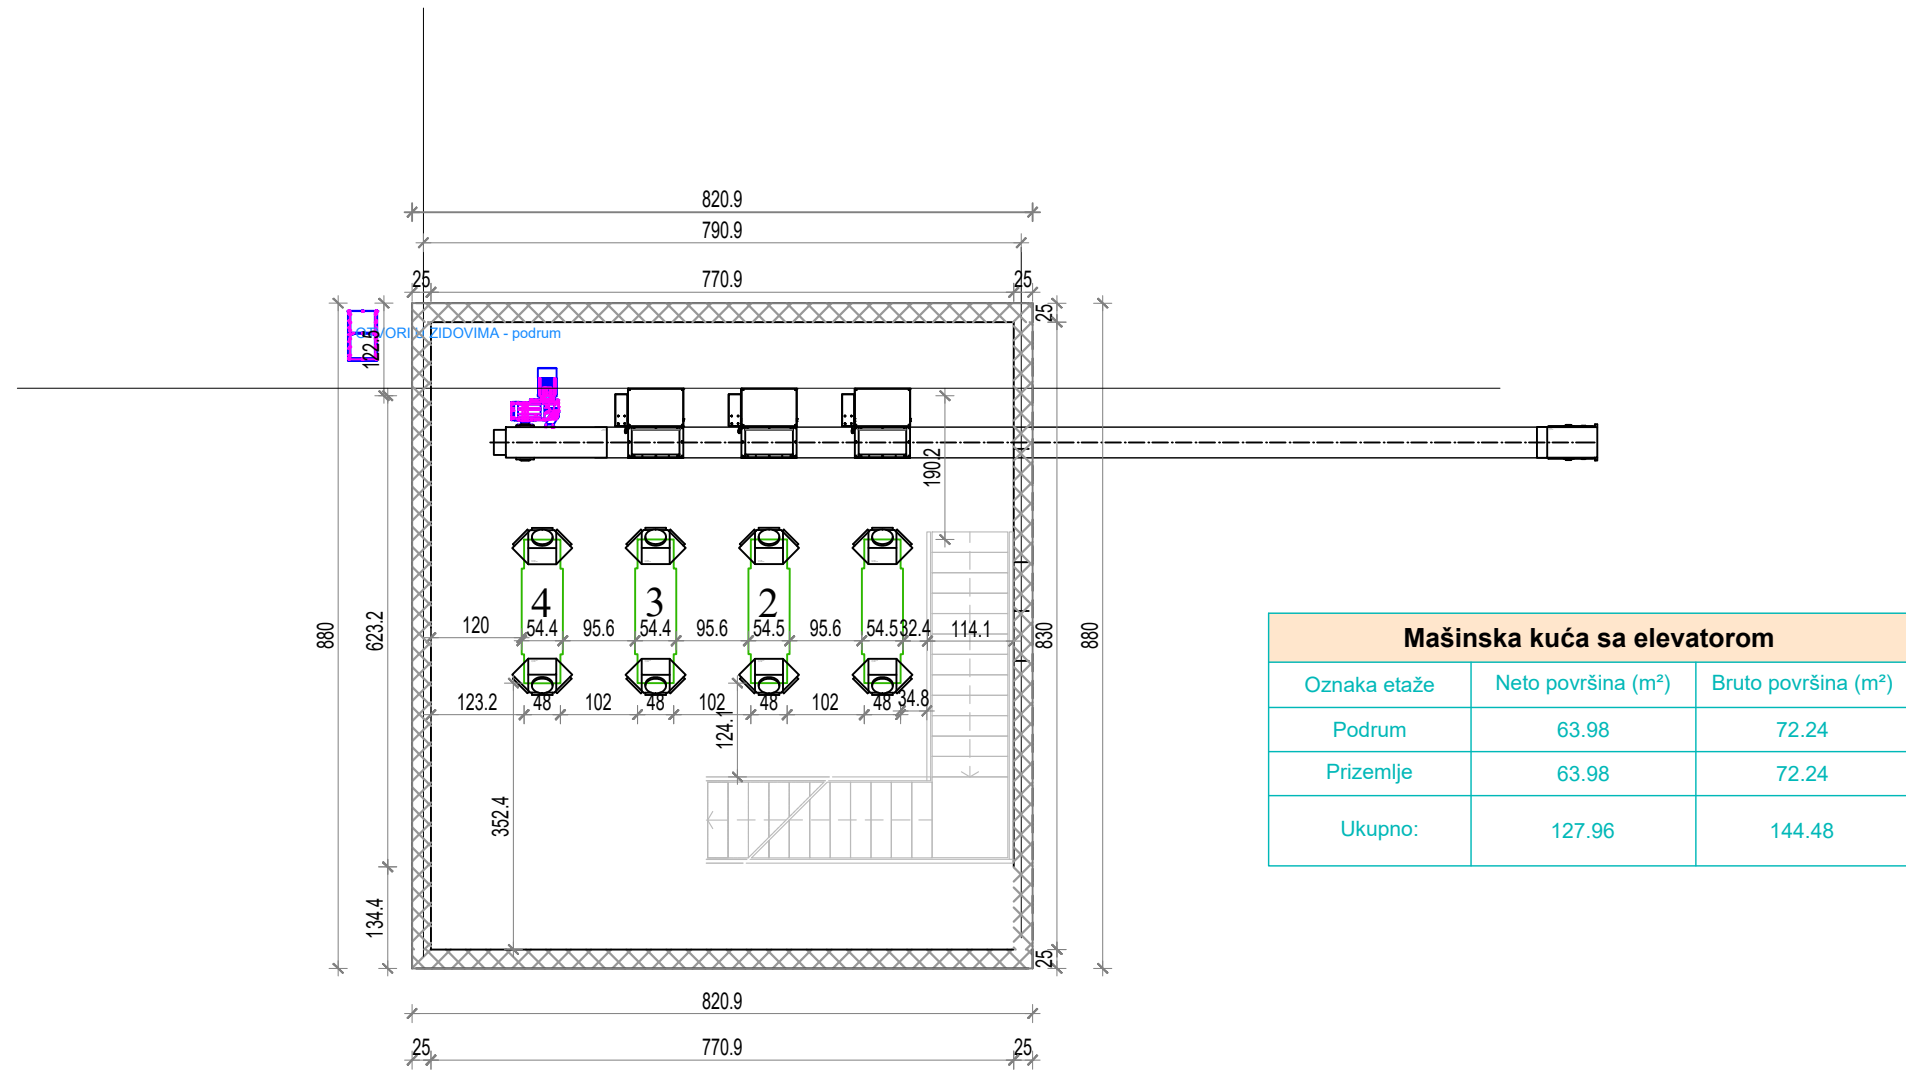 820.9
790.9
25 770.9 25
OTVORI U ZIDOVIMA - podrum
122.5
25
190.2
880
623.2
830
880
4 3 2
120 54.4 95.6 54.4 95.6 54.5 95.6 54.5 32.4 114.1
123.2 48 102 48 102 48 102 48 34.8
124.1
352.4
134.4
25
820.9
25 770.9 25
Mašinska kuća sa elevatorom
Oznaka etaže Neto površina (m²) Bruto površina (m²)
Podrum 63.98 72.24
Prizemlje 63.98 72.24
Ukupno: 127.96 144.48